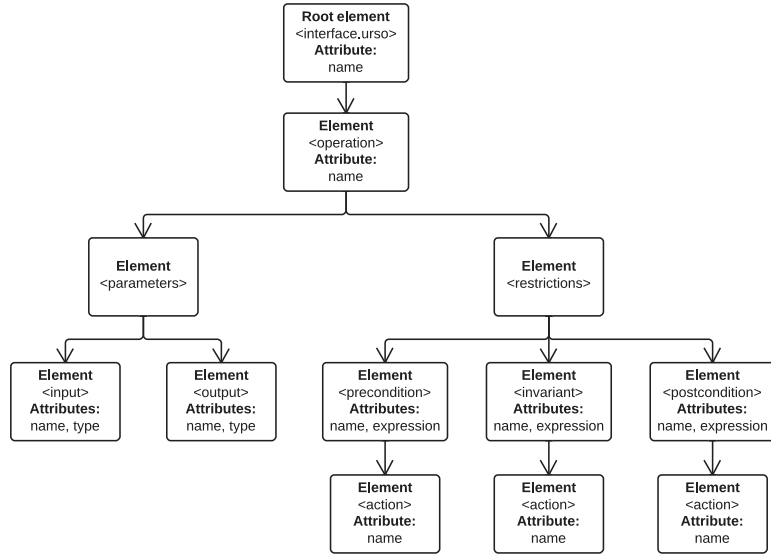 Root element
<interface.urso>
Attribute:
name
Element
<operation>
Attribute:
name
Element
<parameters>
Element
<restrictions>
Element
<input>
Attributes:
name, type
Element
<output>
Attributes:
name, type
Element
<precondition>
Attributes:
name, expression
Element
<invariant>
Attributes:
name, expression
Element
<postcondition>
Attributes:
name, expression
Element
<action>
Attribute:
name
Element
<action>
Attribute:
name
Element
<action>
Attribute:
name